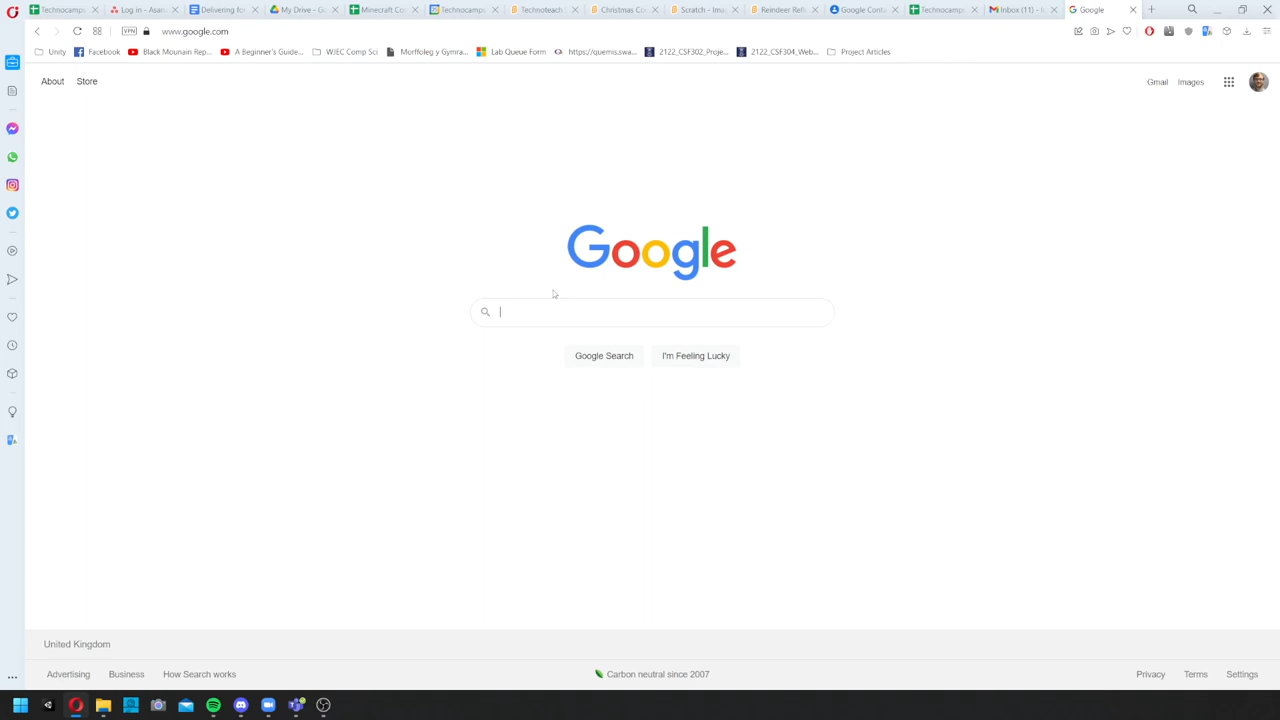 Technocamp Log in - Asan Delivering for My Drive - Go Minecraft Co Technocamp Technoteach Christmas Co Scratch - Ima Reindeer Refl Google Conta Technocamp Inbox (11) - Google
VPN www.google.com
Unity Facebook Black Mounain Rep... A Beginner's Guide... WJEC Comp Sci Morffoleg y Gymra... Lab Queue Form https://quemis.swa... 2122_CSF302_Proje... 2122_CSF304_Web... Project Articles
About Store Gmail Images
Google
Google Search I'm Feeling Lucky
United Kingdom
Advertising Business How Search works Carbon neutral since 2007 Privacy Terms Settings